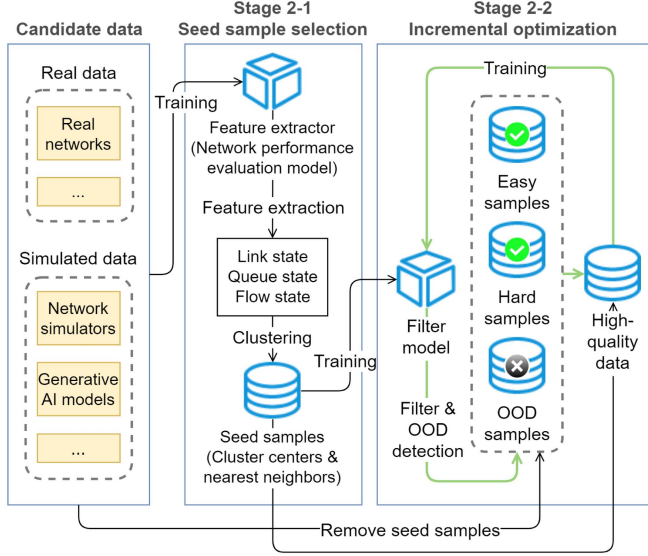 Candidate data
Real data
Real
networks
...
Simulated data
Network
simulators
Generative
AI models
...
Stage 2-1
Seed sample selection
Training
Feature extractor
(Network performance
evaluation model)
Feature extraction
Link state
Queue state
Flow state
Clustering
Seed samples
(Cluster centers &
nearest neighbors)
Training
Stage 2-2
Incremental optimization
Training
Filter
model
Filter &
OOD
detection
Easy
samples
Hard
samples
OOD
samples
High-
quality
data
Remove seed samples